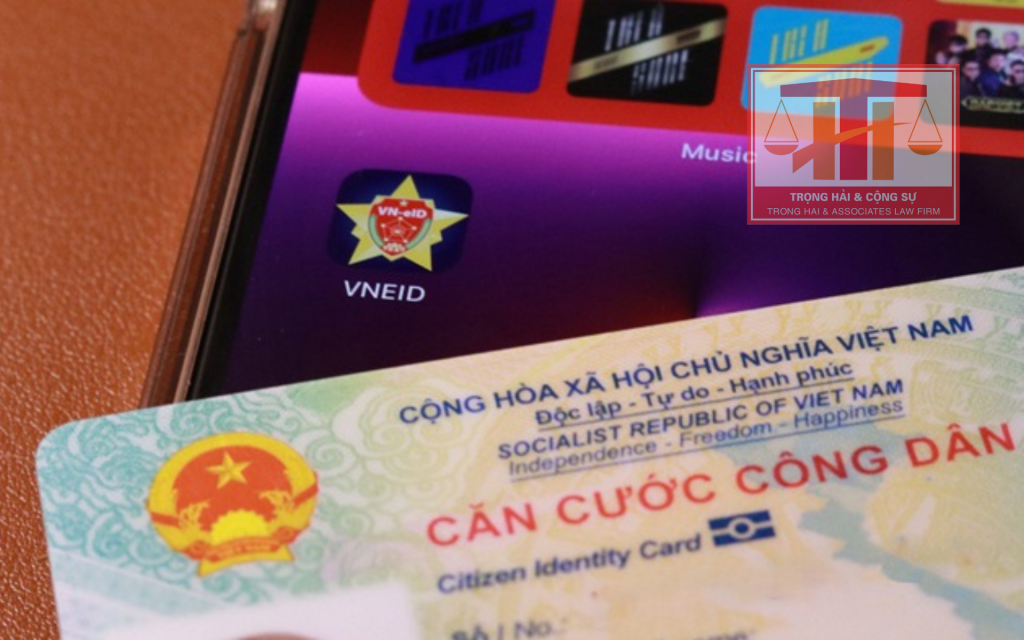 Music
TRỌNG HẢI & CỘNG SỰ
TRONG HAI & ASSOCIATES LAW FIRM
VN-eID
VNEID
CỘNG HÒA XÃ HỘI CHỦ NGHĨA VIỆT NAM
Độc lập - Tự do - Hạnh phúc
SOCIALIST REPUBLIC OF VIET NAM
Independence - Freedom - Happiness
CĂN CƯỚC CÔNG DÂN
Citizen Identity Card
Số / No.: